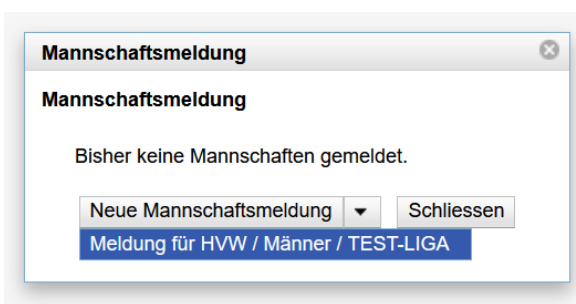 Mannschaftsmeldung
Mannschaftsmeldung
Bisher keine Mannschaften gemeldet.
Neue Mannschaftsmeldung Schliessen
Meldung für HVW / Männer / TEST-LIGA